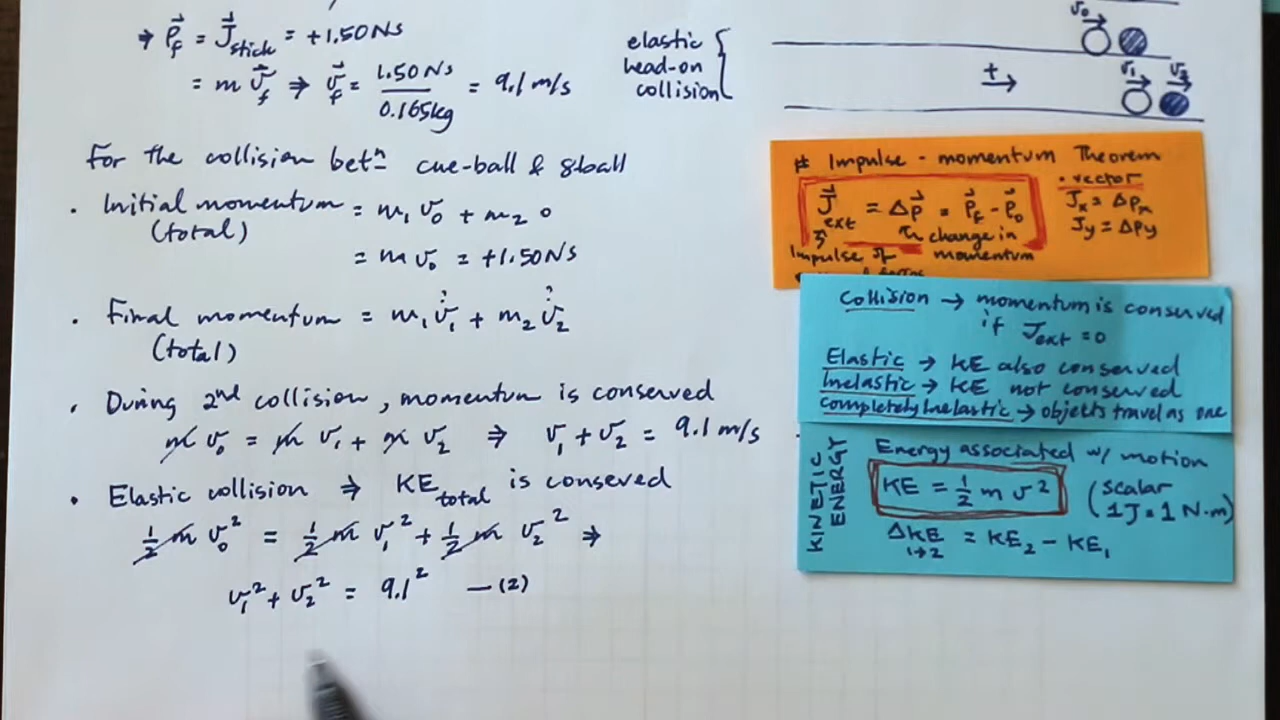 ⇒ P⃗f = J⃗stick = +1.50 Ns
= m v⃗f ⇒ v⃗f = 1.50 Ns / 0.165kg = 9.1 m/s
For the collision betⁿ cue-ball & 8ball
• Initial momentum = m₁ v₀ + m₂ 0
(total)
= m v₀ = +1.50 Ns
• Final momentum = m₁ v₁ + m₂ v₂
? ?
(total)
• During 2nd collision, momentum is conserved
m v₀ = m v₁ + m v₂ ⇒ v₁ + v₂ = 9.1 m/s
• Elastic collision ⇒ KEtotal is conseved
½ m v₀² = ½ m v₁² + ½ m v₂² ⇒
v₁² + v₂² = 9.1² —(2)
elastic
head-on
collision
v₀
+
v₁ v₂
# Impulse - momentum Theorem
• vector
J⃗ext = Δp⃗ = p⃗f - p⃗o
Jx = Δpx
Jy = Δpy
change in
momentum
Impulse of
Collision → momentum is conserved
if Jext = 0
Elastic → KE also conserved
Inelastic → KE not conserved
Completely Inelastic → objects travel as one
KINETIC
ENERGY
Energy associated w/ motion
KE = ½ m v²
(scalar
1J = 1 N·m)
ΔKE 1→2 = KE₂ - KE₁